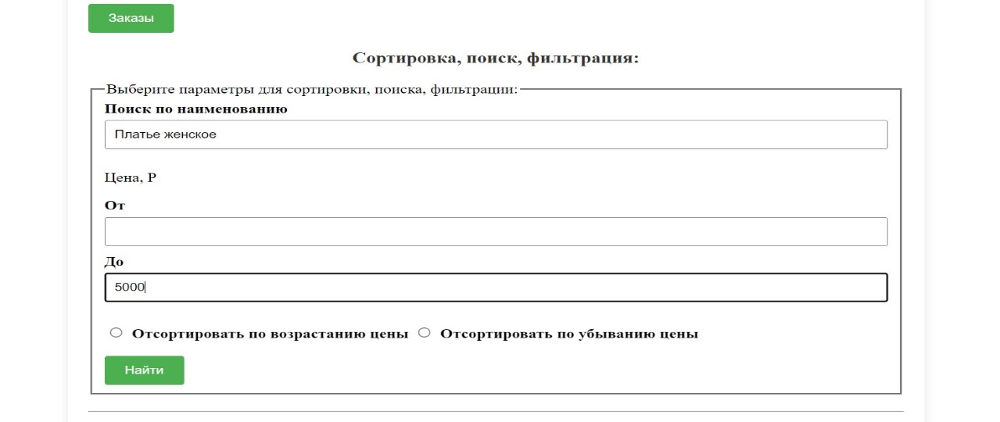 Заказы
Сортировка, поиск, фильтрация:
Выберите параметры для сортировки, поиска, фильтрации:
Поиск по наименованию
Платье женское
Цена, Р
От
До
5000
Отсортировать по возрастанию цены Отсортировать по убыванию цены
Найти